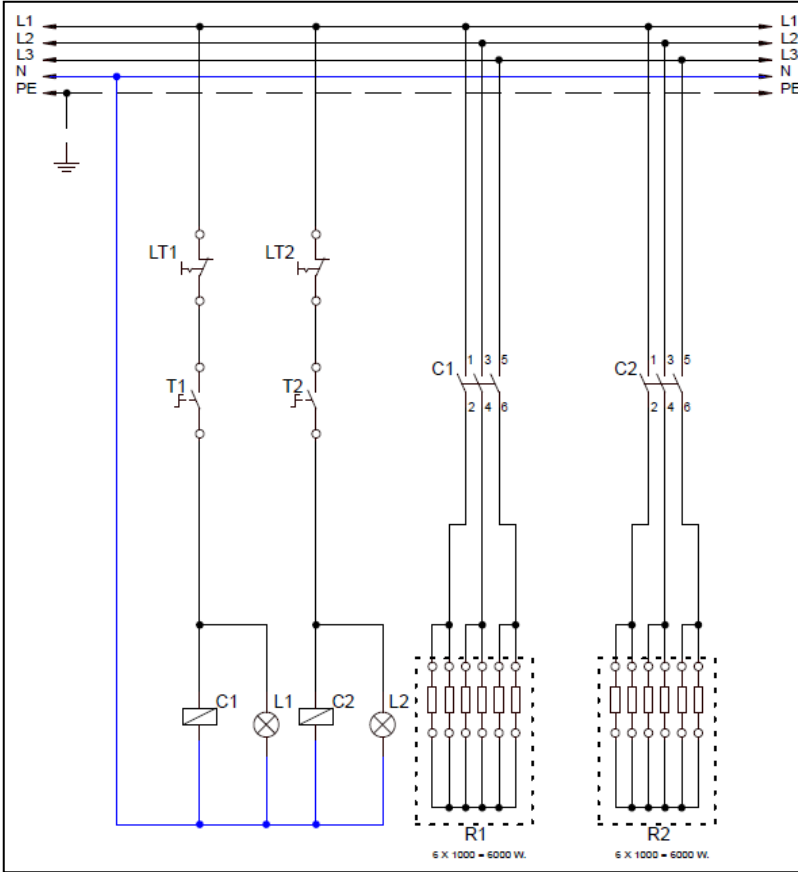 L1 L1
L2 L2
L3 L3
N N
PE PE
LT1 LT2
C1 1 3 5 C2 1 3 5
T1 T2
2 4 6 2 4 6
C1 L1 C2 L2
R1 R2
6 X 1000 = 6000 W. 6 X 1000 = 6000 W.